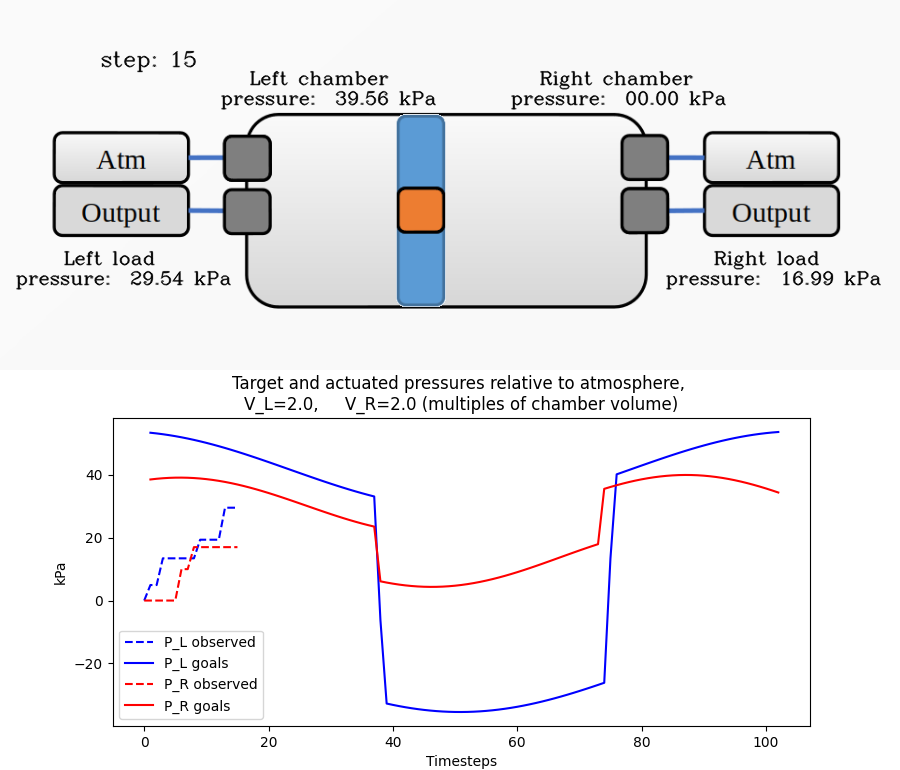 step: 15
Left chamber
pressure: 39.56 kPa
Right chamber
pressure: 00.00 kPa
Atm
Output
Atm
Output
Left load
pressure: 29.54 kPa
Right load
pressure: 16.99 kPa
Target and actuated pressures relative to atmosphere,
V_L=2.0, V_R=2.0 (multiples of chamber volume)
40
20
0
−20
kPa
P_L observed
P_L goals
P_R observed
P_R goals
0 20 40 60 80 100
Timesteps